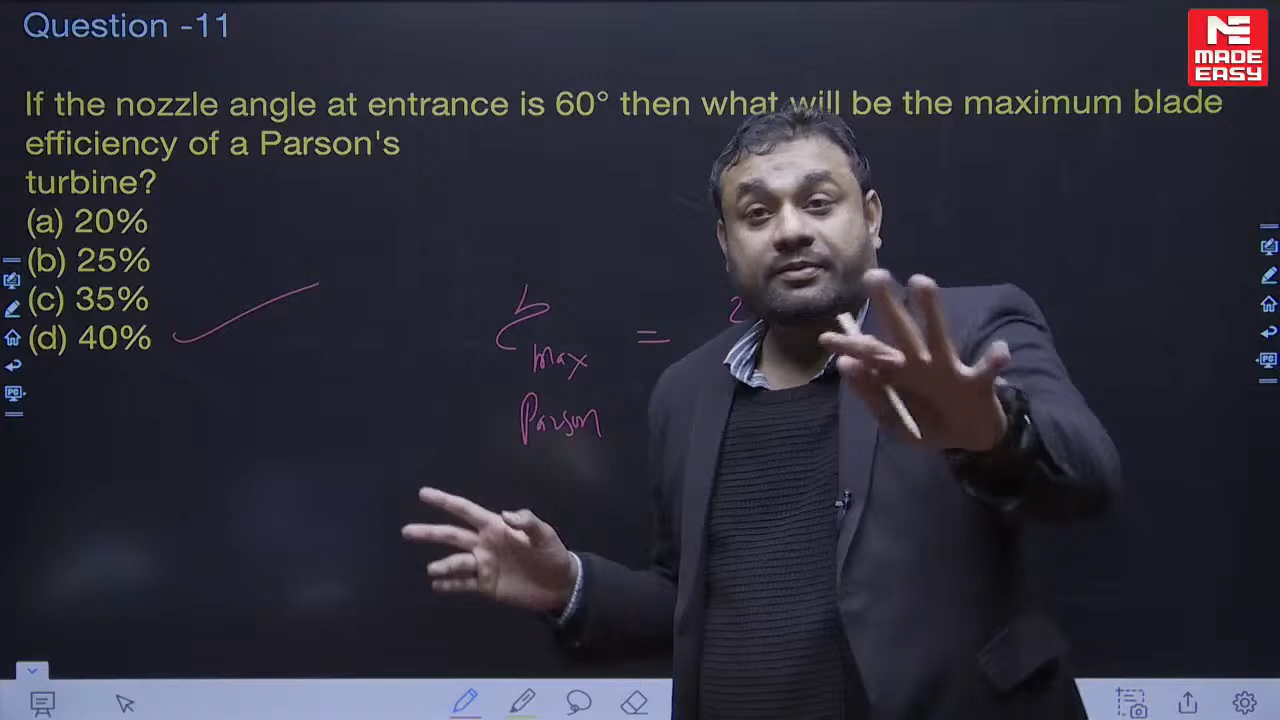 Question -11
MADE
EASY
If the nozzle angle at entrance is 60° then what will be the maximum blade
efficiency of a Parson's
turbine?
(a) 20%
(b) 25%
(c) 35%
(d) 40%
max
=
2
Parson